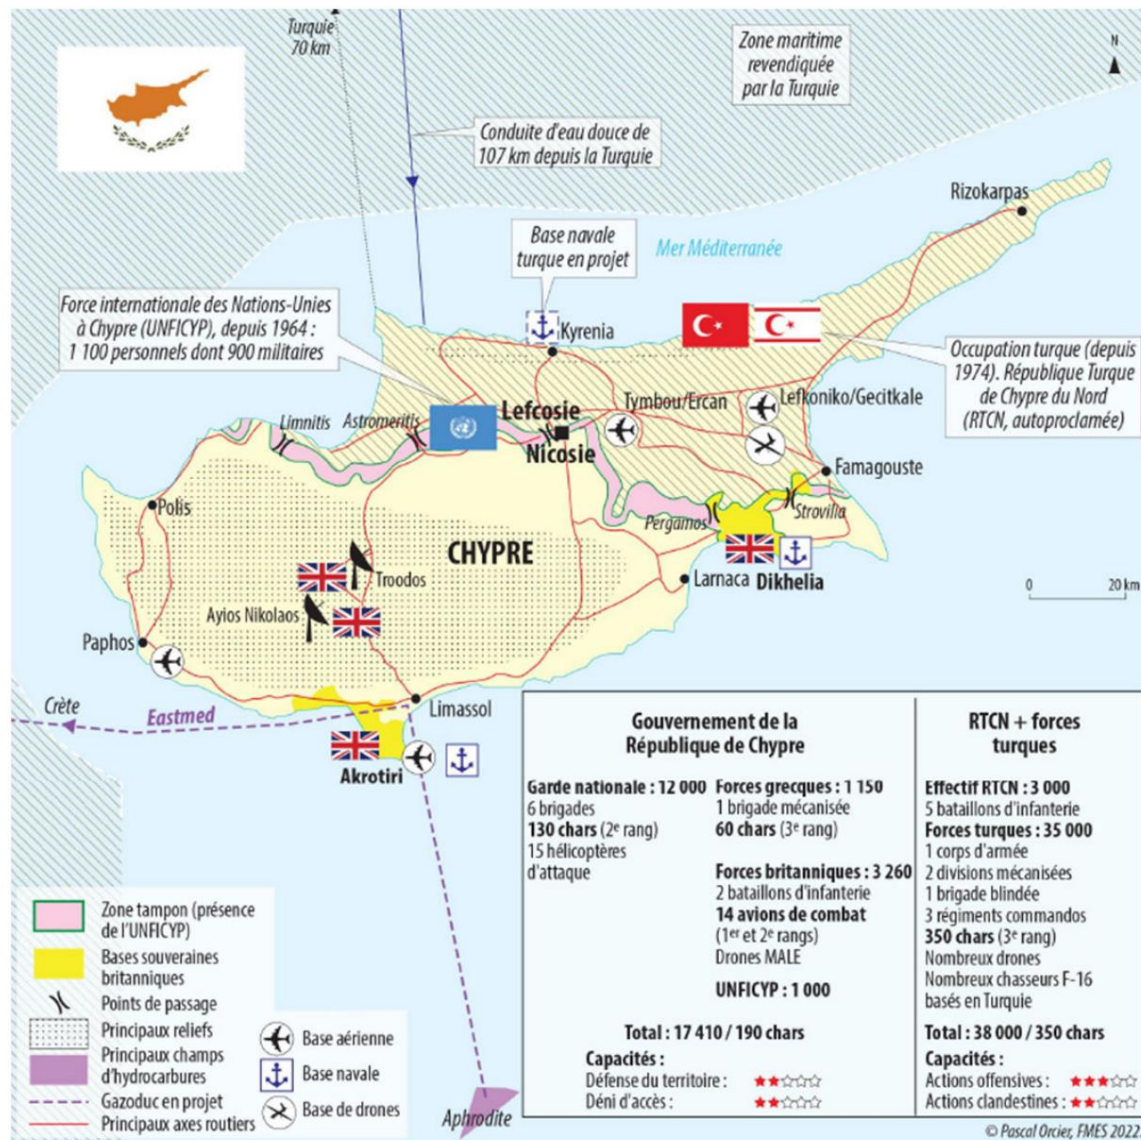 Turquie
70 km
Zone maritime
revendiquée
par la Turquie
N
Conduite d'eau douce de
107 km depuis la Turquie
Rizokarpas
Base navale
turque en projet
Mer Méditerranée
Force internationale des Nations-Unies
à Chypre (UNFICYP), depuis 1964 :
1 100 personnels dont 900 militaires
Kyrenia
Occupation turque (depuis
1974). République Turque
de Chypre du Nord
(RTCN, autoproclamée)
Tymbou/Ercan
Lefkoniko/Gecitkale
Limnitis
Astromeritis
Lefcosie
Nicosie
Famagouste
Polis
Pergamos
Strovilia
CHYPRE
Troodos
Larnaca
Dikhelia
0
20 km
Ayios Nikolaos
Paphos
Crète
Eastmed
Limassol
Akrotiri
Gouvernement de la
République de Chypre
Garde nationale : 12 000
6 brigades
130 chars (2e rang)
15 hélicoptères
d'attaque
Forces grecques : 1 150
1 brigade mécanisée
60 chars (3e rang)
Forces britanniques : 3 260
2 bataillons d'infanterie
14 avions de combat
(1er et 2e rangs)
Drones MALE
UNFICYP : 1 000
Total : 17 410 / 190 chars
Capacités :
Défense du territoire :
Déni d'accès :
RTCN + forces
turques
Effectif RTCN : 3 000
5 bataillons d'infanterie
Forces turques : 35 000
1 corps d'armée
2 divisions mécanisées
1 brigade blindée
3 régiments commandos
350 chars (3e rang)
Nombreux drones
Nombreux chasseurs F-16
basés en Turquie
Total : 38 000 / 350 chars
Capacités :
Actions offensives :
Actions clandestines :
Zone tampon (présence
de l'UNFICYP)
Bases souveraines
britanniques
Points de passage
Principaux reliefs
Principaux champs
d'hydrocarbures
Gazoduc en projet
Principaux axes routiers
Base aérienne
Base navale
Base de drones
Aphrodite
© Pascal Orcier, FMES 2022